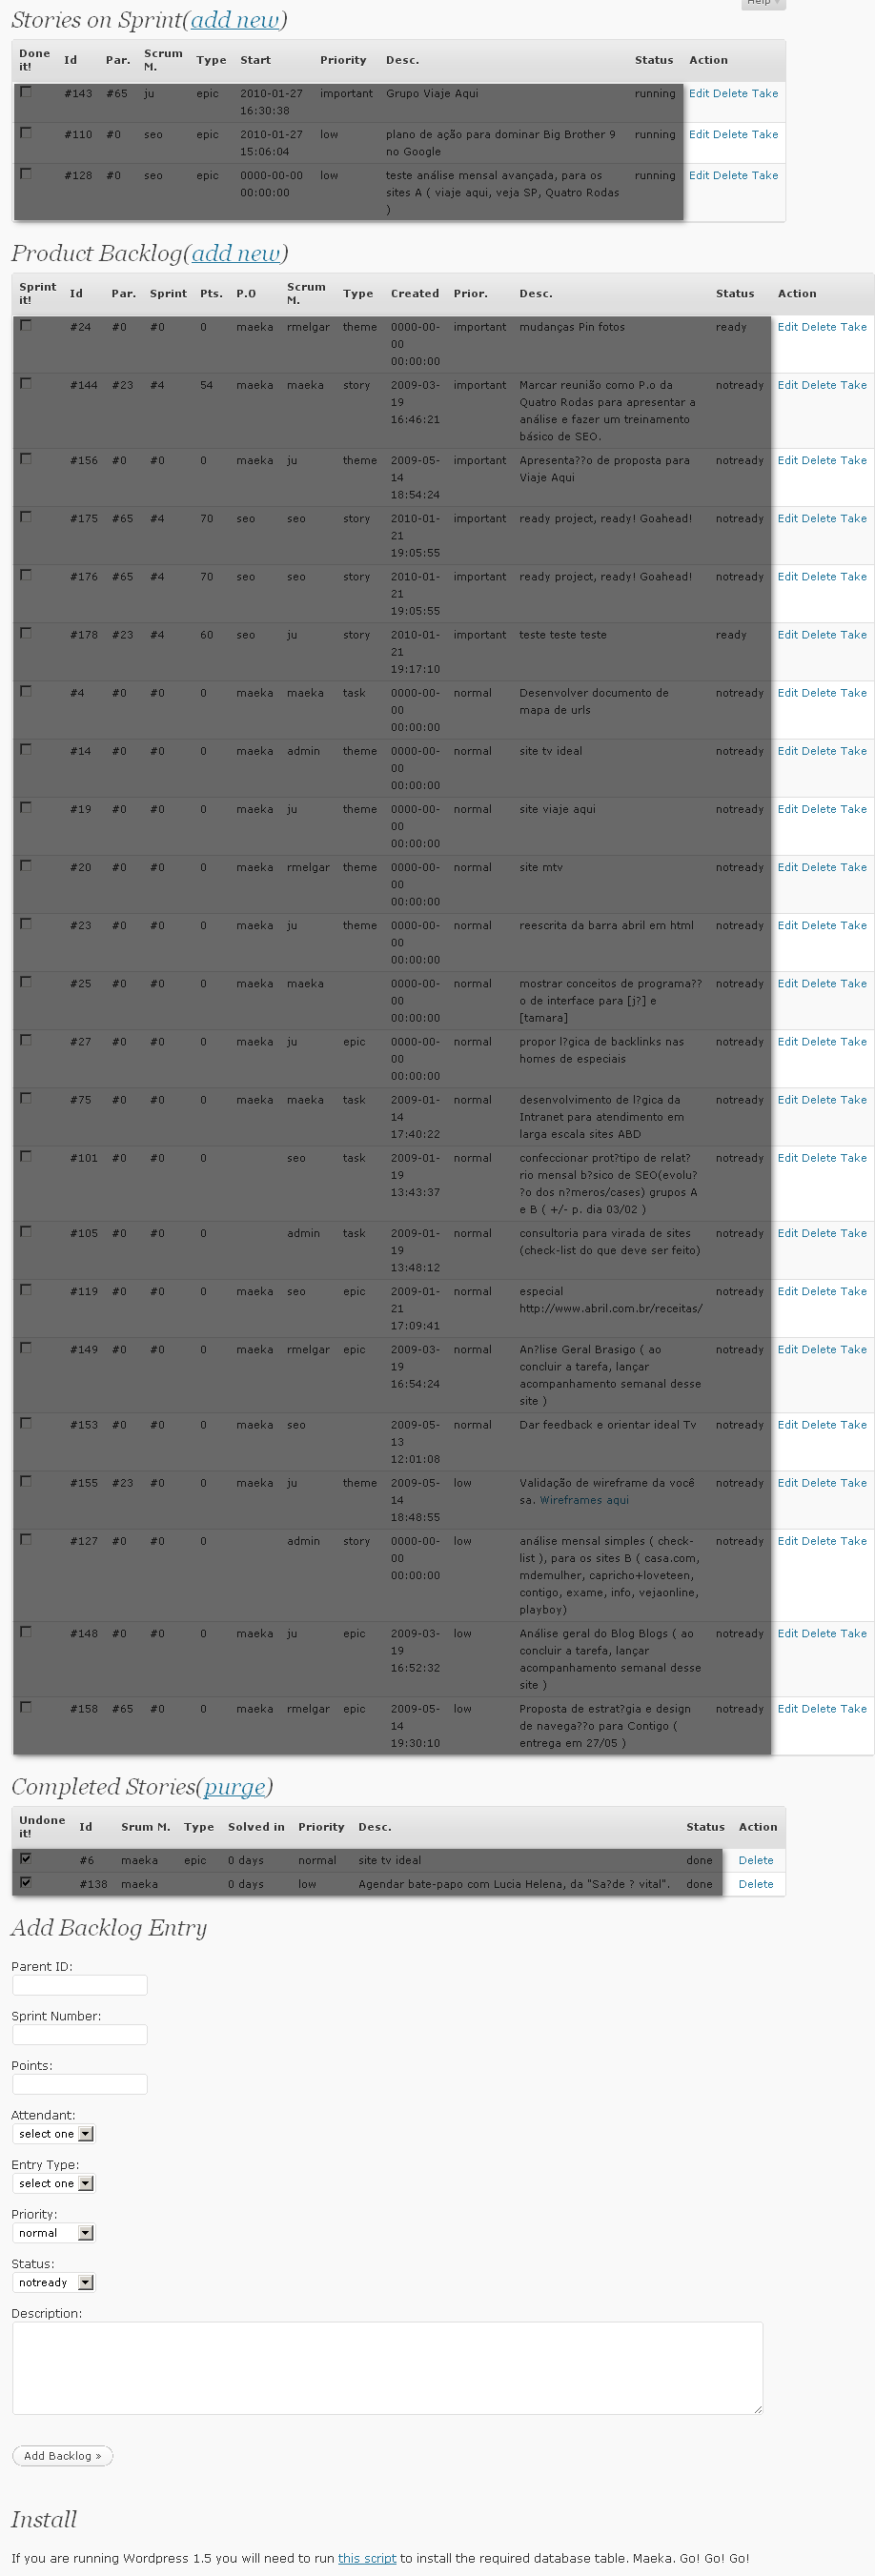 Help
Stories on Sprint(add new)
Done it! Id Par. Scrum M. Type Start Priority Desc. Status Action
#143 #65 ju epic 2010-01-27 important Grupo Viaje Aqui running Edit Delete Take
16:30:38
#110 #0 seo epic 2010-01-27 low plano de ação para dominar Big Brother 9 running Edit Delete Take
15:06:04 no Google
#128 #0 seo epic 0000-00-00 low teste análise mensal avançada, para os running Edit Delete Take
00:00:00 sites A ( viaje aqui, veja SP, Quatro Rodas
)
Product Backlog(add new)
Sprint it! Id Par. Sprint Pts. P.O Scrum M. Type Created Prior. Desc. Status Action
#24 #0 #0 0 maeka rmelgar theme 0000-00- important mudanças Pin fotos ready Edit Delete Take
00
00:00:00
#144 #23 #4 54 maeka maeka story 2009-03- important Marcar reunião como P.o da notready Edit Delete Take
19 Quatro Rodas para apresentar a
16:46:21 análise e fazer um treinamento
básico de SEO.
#156 #0 #0 0 maeka ju theme 2009-05- important Apresenta??o de proposta para notready Edit Delete Take
14 Viaje Aqui
18:54:24
#175 #65 #4 70 seo seo story 2010-01- important ready project, ready! Goahead! notready Edit Delete Take
21
19:05:55
#176 #65 #4 70 seo seo story 2010-01- important ready project, ready! Goahead! notready Edit Delete Take
21
19:05:55
#178 #23 #4 60 seo ju story 2010-01- important teste teste teste ready Edit Delete Take
21
19:17:10
#4 #0 #0 0 maeka maeka task 0000-00- normal Desenvolver documento de notready Edit Delete Take
00 mapa de urls
00:00:00
#14 #0 #0 0 maeka admin theme 0000-00- normal site tv ideal notready Edit Delete Take
00
00:00:00
#19 #0 #0 0 maeka ju theme 0000-00- normal site viaje aqui notready Edit Delete Take
00
00:00:00
#20 #0 #0 0 maeka rmelgar theme 0000-00- normal site mtv notready Edit Delete Take
00
00:00:00
#23 #0 #0 0 maeka ju theme 0000-00- normal reescrita da barra abril em html notready Edit Delete Take
00
00:00:00
#25 #0 #0 0 maeka maeka 0000-00- normal mostrar conceitos de programa?? notready Edit Delete Take
00 o de interface para [j?] e
00:00:00 [tamara]
#27 #0 #0 0 maeka ju epic 0000-00- normal propor l?gica de backlinks nas notready Edit Delete Take
00 homes de especiais
00:00:00
#75 #0 #0 0 maeka maeka task 2009-01- normal desenvolvimento de l?gica da notready Edit Delete Take
14 Intranet para atendimento em
17:40:22 larga escala sites ABD
#101 #0 #0 0 seo task 2009-01- normal confeccionar prot?tipo de relat? notready Edit Delete Take
19 rio mensal b?sico de SEO(evolu?
13:43:37 ?o dos n?meros/cases) grupos A
e B ( +/- p. dia 03/02 )
#105 #0 #0 0 admin task 2009-01- normal consultoria para virada de sites notready Edit Delete Take
19 (check-list do que deve ser feito)
13:48:12
#119 #0 #0 0 maeka seo epic 2009-01- normal especial notready Edit Delete Take
21 http://www.abril.com.br/receitas/
17:09:41
#149 #0 #0 0 maeka rmelgar epic 2009-03- normal An?lise Geral Brasigo ( ao notready Edit Delete Take
19 concluir a tarefa, lançar
16:54:24 acompanhamento semanal desse
site )
#153 #0 #0 0 maeka seo 2009-05- normal Dar feedback e orientar ideal Tv notready Edit Delete Take
13
12:01:08
#155 #23 #0 0 maeka ju theme 2009-05- low Validação de wireframe da você notready Edit Delete Take
14 sa. Wireframes aqui
18:48:55
#127 #0 #0 0 admin story 0000-00- low análise mensal simples ( check- notready Edit Delete Take
00 list ), para os sites B ( casa.com,
00:00:00 mdemulher, capricho+loveteen,
contigo, exame, info, vejaonline,
playboy)
#148 #0 #0 0 maeka ju epic 2009-03- low Análise geral do Blog Blogs ( ao notready Edit Delete Take
19 concluir a tarefa, lançar
16:52:32 acompanhamento semanal desse
site )
#158 #65 #0 0 maeka rmelgar epic 2009-05- low Proposta de estrat?gia e design notready Edit Delete Take
14 de navega??o para Contigo (
19:30:10 entrega em 27/05 )
Completed Stories(purge)
Undone it! Id Srum M. Type Solved in Priority Desc. Status Action
#6 maeka epic 0 days normal site tv ideal done Delete
#138 maeka 0 days low Agendar bate-papo com Lucia Helena, da "Sa?de ? vital". done Delete
Add Backlog Entry
Parent ID:
Sprint Number:
Points:
Attendant:
select one
Entry Type:
select one
Priority:
normal
Status:
notready
Description:
Add Backlog »
Install
If you are running Wordpress 1.5 you will need to run this script to install the required database table. Maeka. Go! Go! Go!